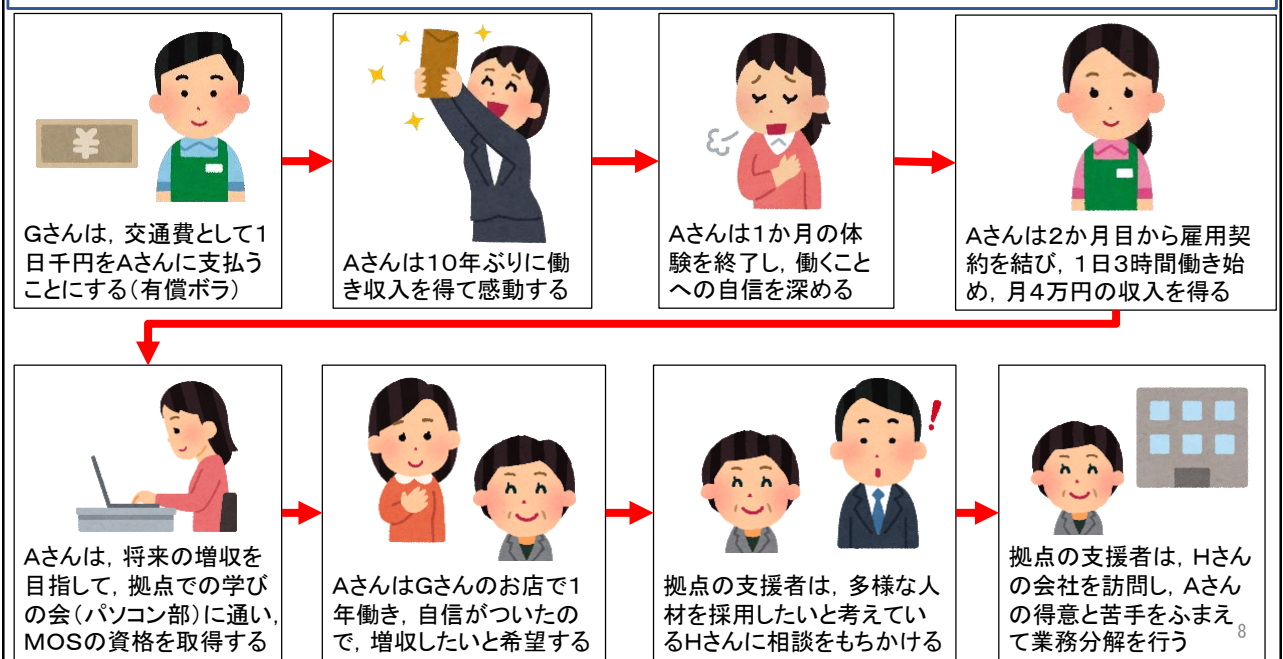 ¥
Gさんは，交通費として１
日千円をAさんに支払う
ことにする（有償ボラ）
Aさんは１０年ぶりに働
き収入を得て感動する
Aさんは１か月の体
験を終了し，働くこと
への自信を深める
Aさんは２か月目から雇用契
約を結び，１日３時間働き始
め，月４万円の収入を得る
Aさんは，将来の増収を
目指して，拠点での学び
の会（パソコン部）に通い，
MOSの資格を取得する
AさんはGさんのお店で１
年働き，自信がついたの
で，増収したいと希望する
!
拠点の支援者は，多様な人
材を採用したいと考えてい
るHさんに相談をもちかける
拠点の支援者は，Hさん
の会社を訪問し，Aさん
の得意と苦手をふまえ
て業務分解を行う
8